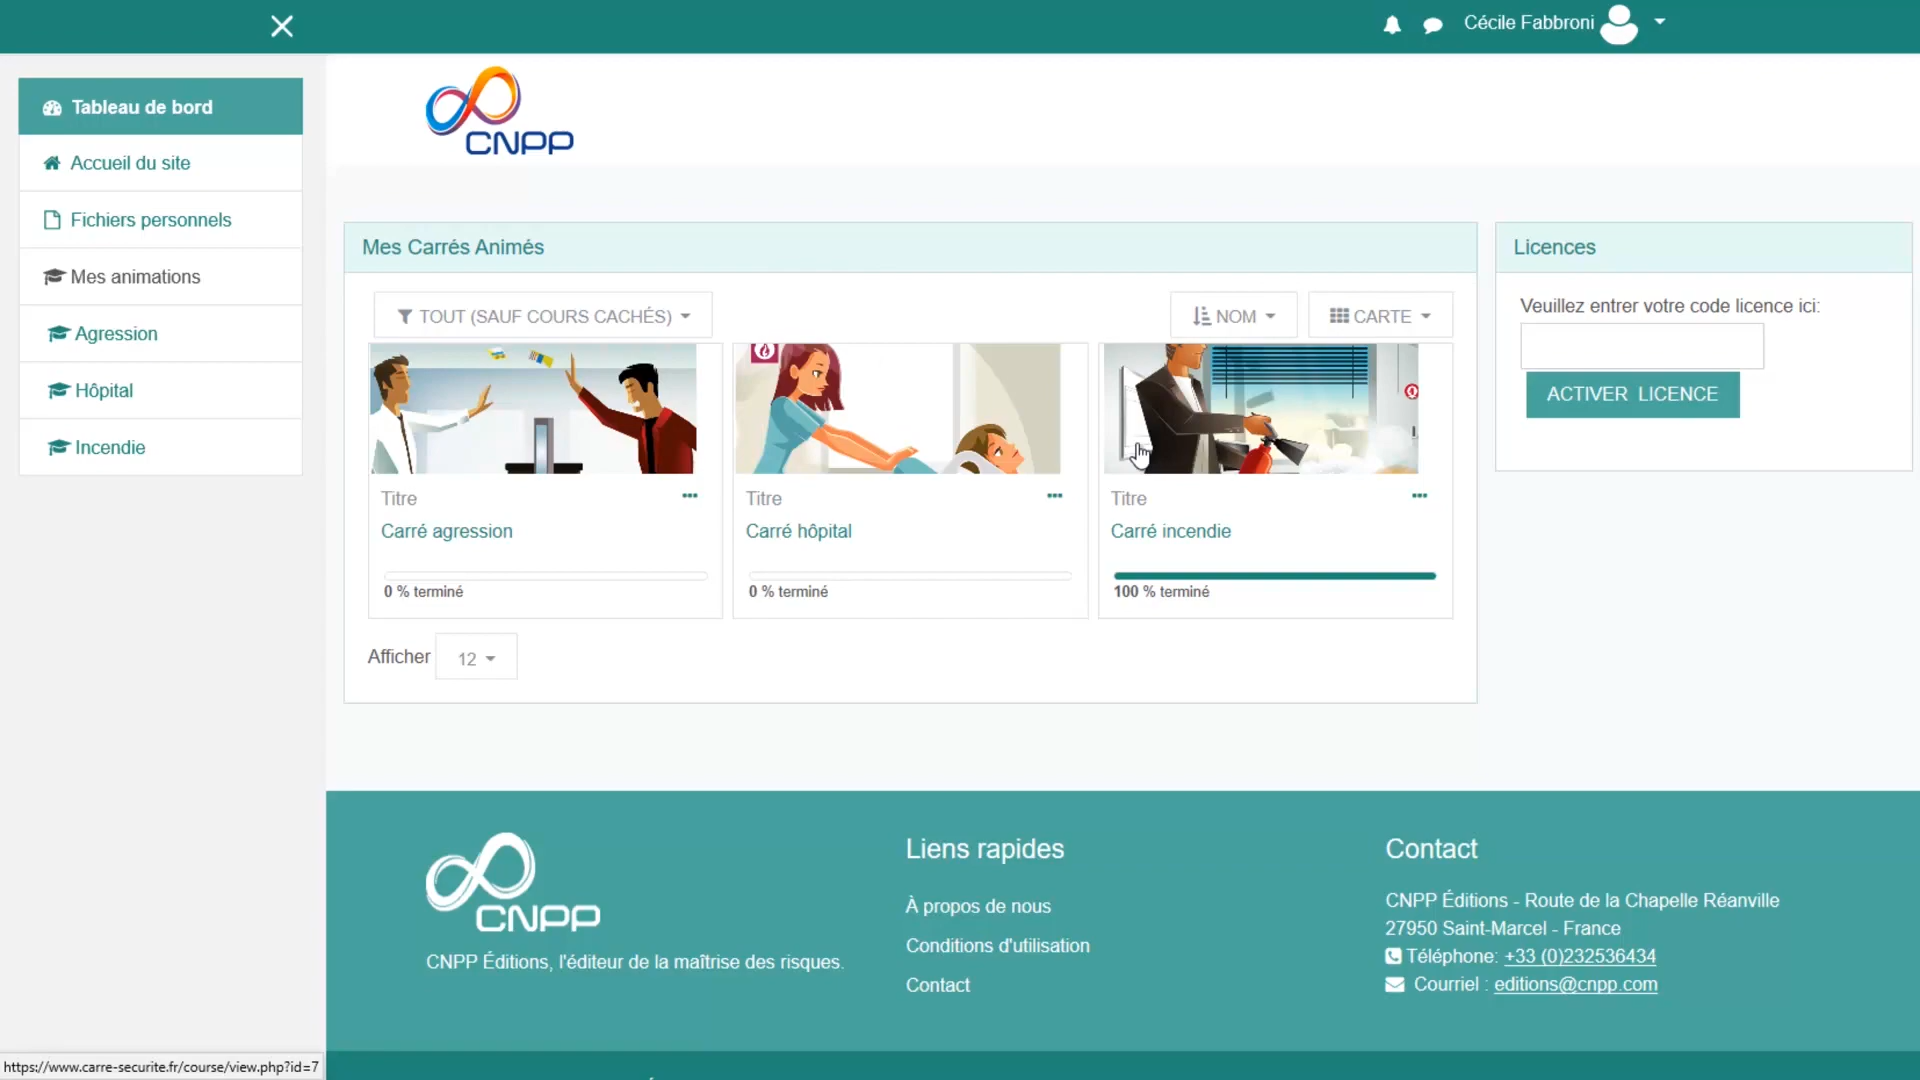 Cécile Fabbroni
Tableau de bord
Accueil du site
Fichiers personnels
Mes animations
Agression
Hôpital
Incendie
CNPP
Mes Carrés Animés
TOUT (SAUF COURS CACHÉS)
NOM
CARTE
Titre
Carré agression
0 % terminé
Titre
Carré hôpital
0 % terminé
Titre
Carré incendie
100 % terminé
Afficher 12
Licences
Veuillez entrer votre code licence ici:
ACTIVER LICENCE
CNPP
CNPP Éditions, l'éditeur de la maîtrise des risques.
Liens rapides
À propos de nous
Conditions d'utilisation
Contact
Contact
CNPP Éditions - Route de la Chapelle Réanville
27950 Saint-Marcel - France
Téléphone: +33 (0)232536434
Courriel : editions@cnpp.com
https://www.carre-securite.fr/course/view.php?id=7